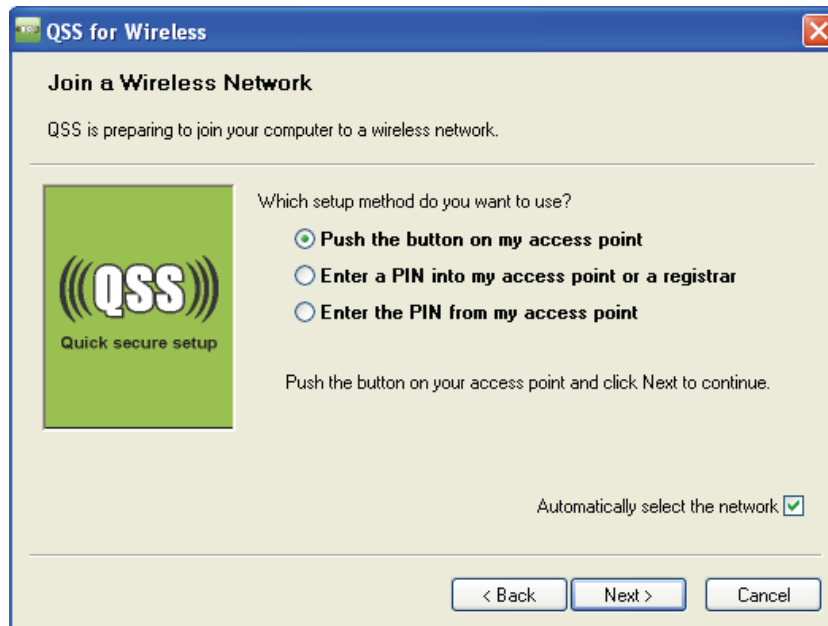 QSS for Wireless
Join a Wireless Network
QSS is preparing to join your computer to a wireless network.
Which setup method do you want to use?
Push the button on my access point
Enter a PIN into my access point or a registrar
Enter the PIN from my access point
(((QSS)))
Quick secure setup
Push the button on your access point and click Next to continue.
Automatically select the network
< Back Next > Cancel